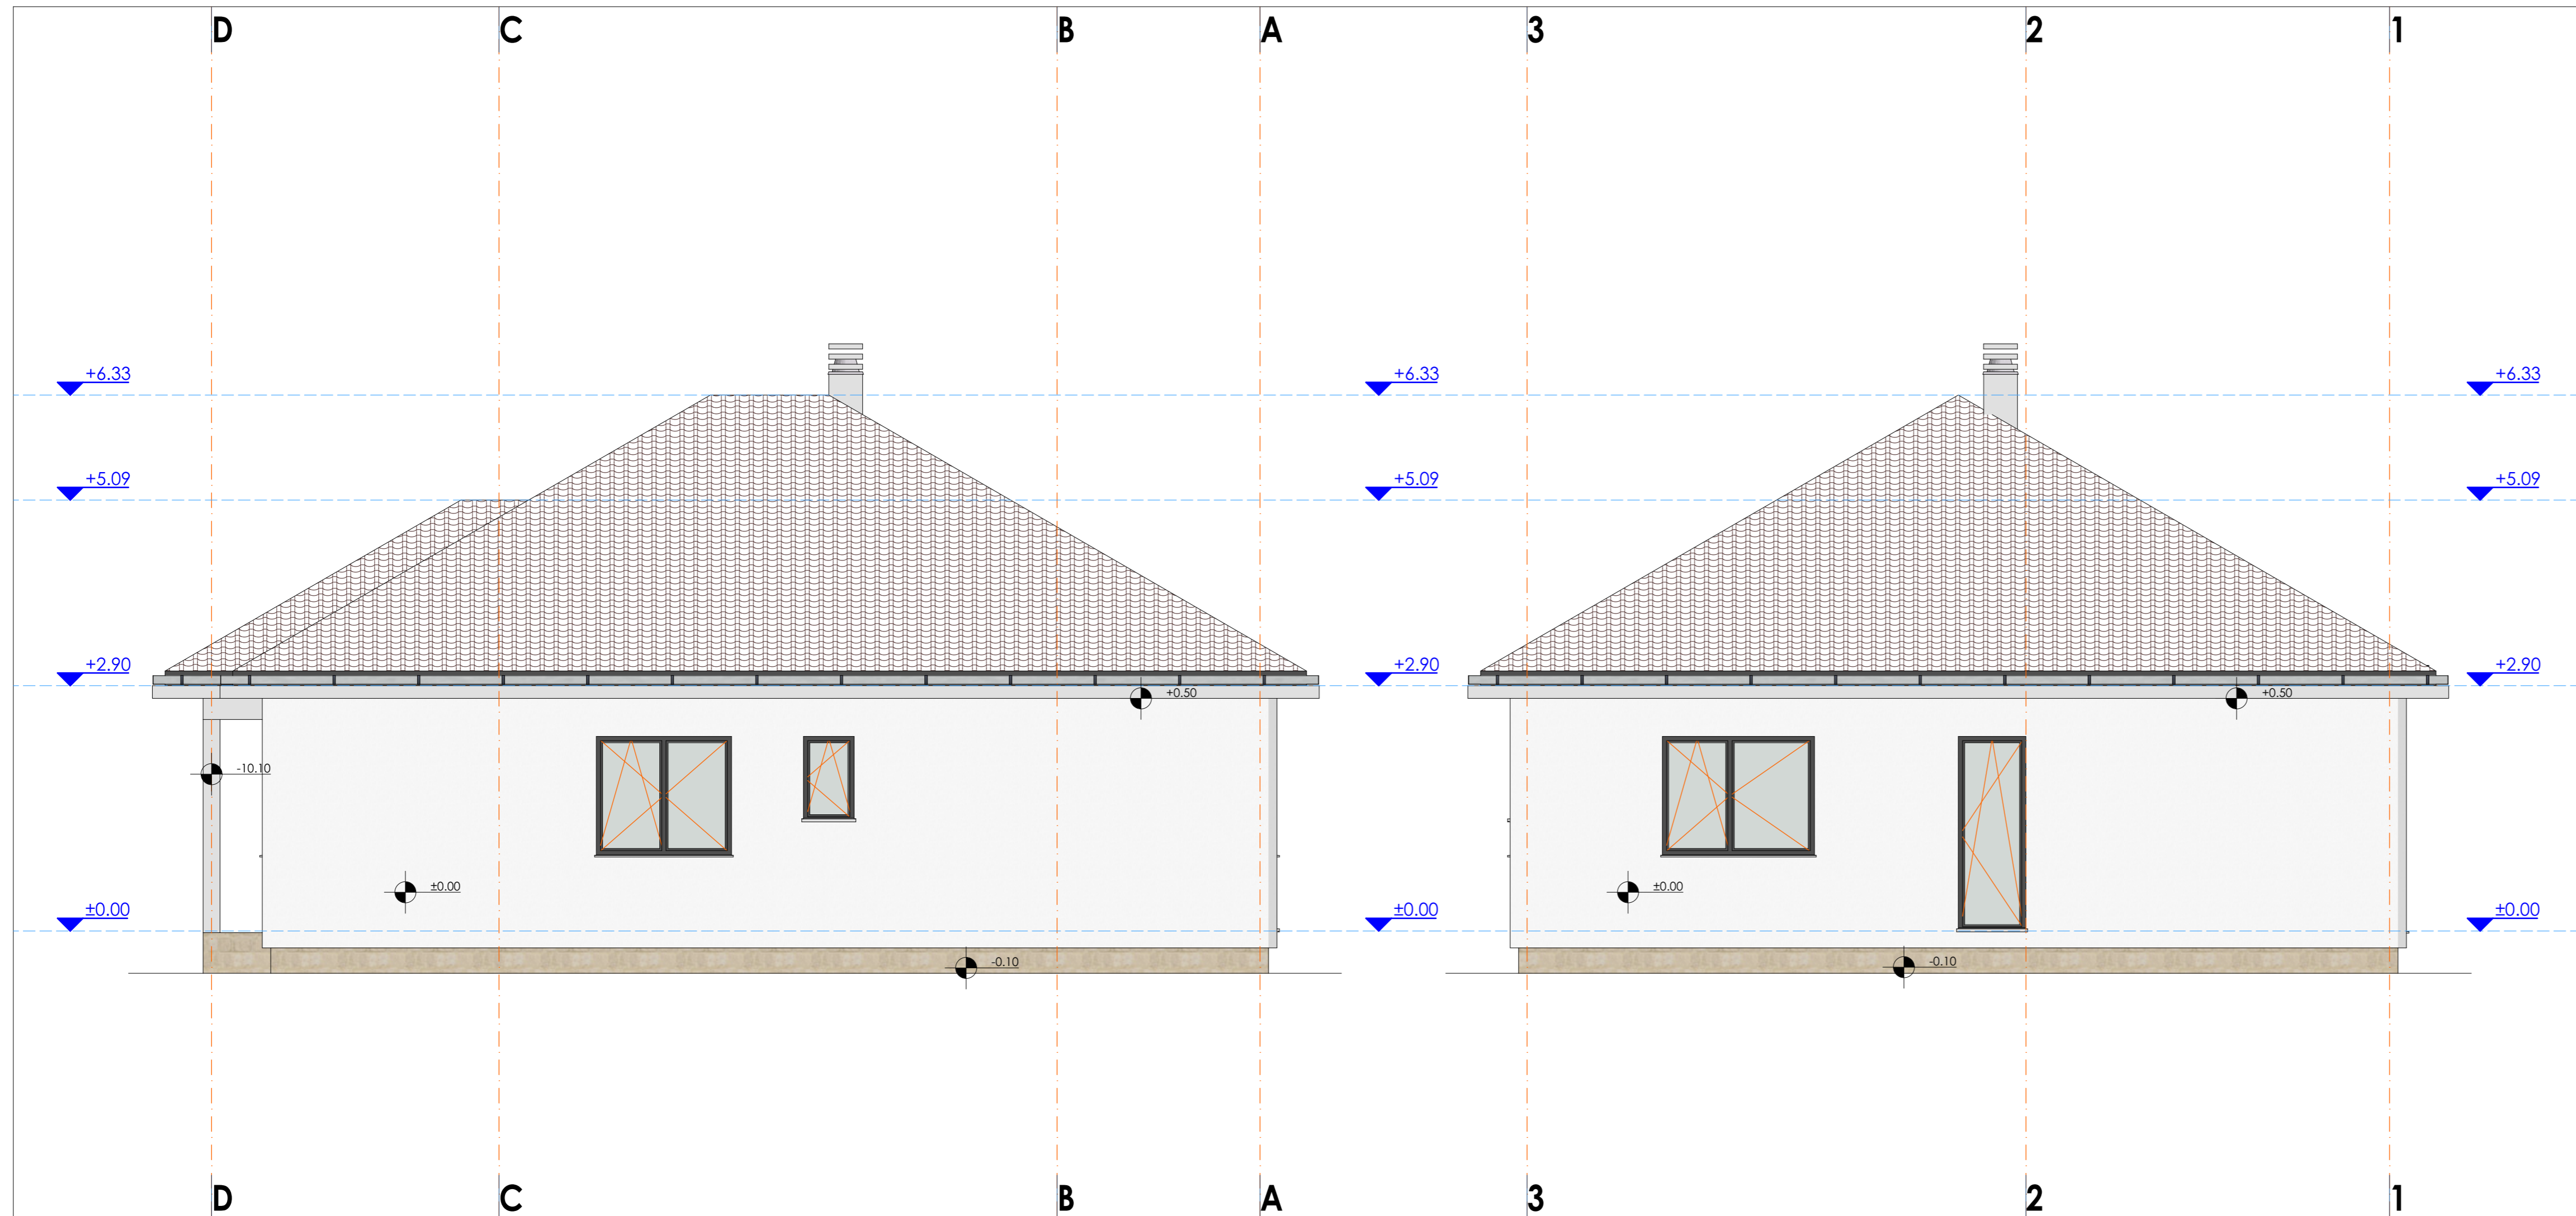 D C B A 3 2 1
+6.33 +6.33 +6.33
+5.09 +5.09 +5.09
+2.90 +2.90 +2.90
+0.50 +0.50
-10.10
±0.00 ±0.00
±0.00 ±0.00 ±0.00
-0.10 -0.10
D C B A 3 2 1